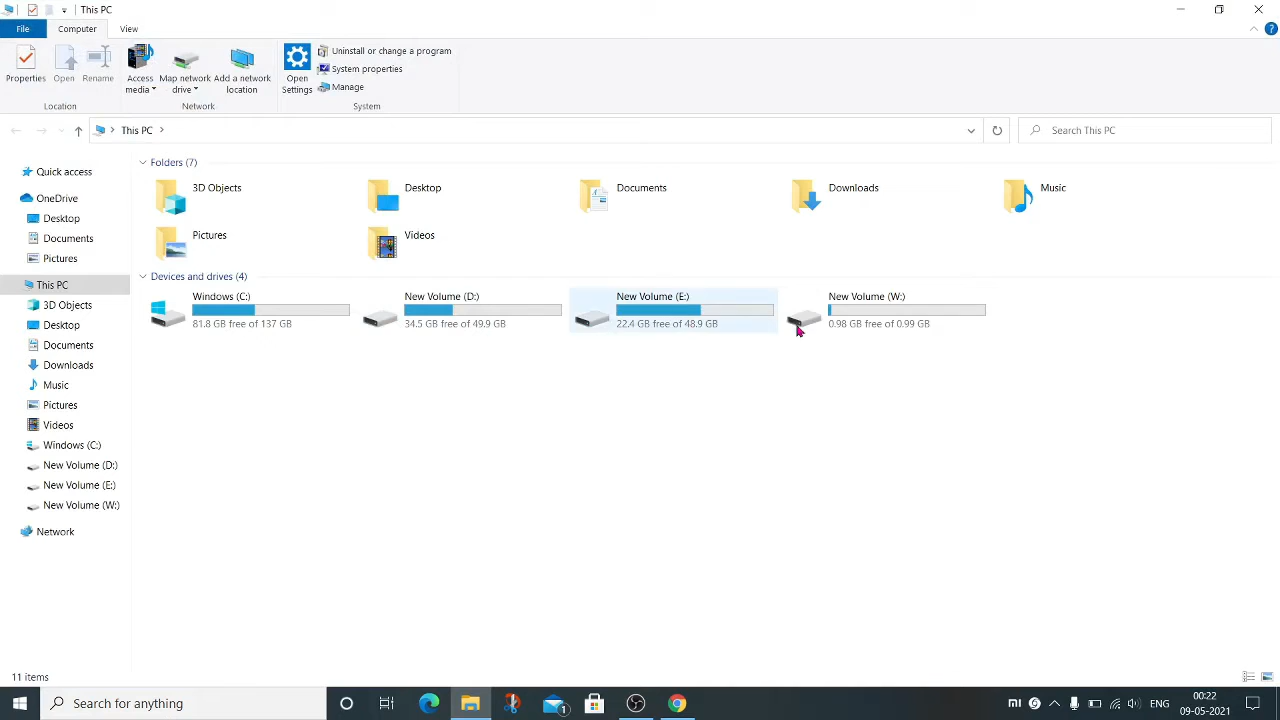 This PC
File
Computer
View
Properties
Open
Rename
Access media
Map network drive
Add a network location
Open Settings
Uninstall or change a program
System properties
Manage
Location
Network
System
This PC
Search This PC
Quick access
OneDrive
Desktop
Documents
Pictures
This PC
3D Objects
Desktop
Documents
Downloads
Music
Pictures
Videos
Windows (C:)
New Volume (D:)
New Volume (E:)
New Volume (W:)
Network
Folders (7)
3D Objects
Desktop
Documents
Downloads
Music
Pictures
Videos
Devices and drives (4)
Windows (C:)
81.8 GB free of 137 GB
New Volume (D:)
34.5 GB free of 49.9 GB
New Volume (E:)
22.4 GB free of 48.9 GB
New Volume (W:)
0.98 GB free of 0.99 GB
11 items
Search for anything
1
MI
ENG
00:22
09-05-2021